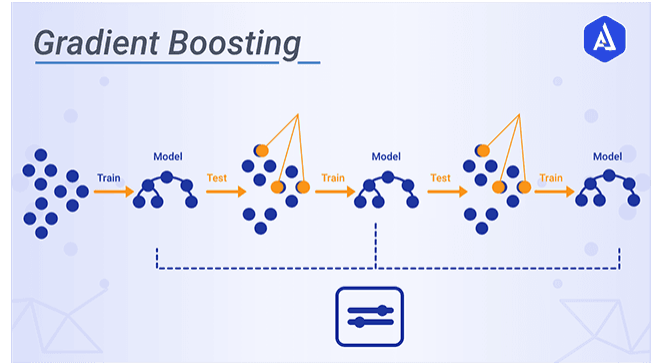 Gradient Boosting
Train
Model
Test
Train
Model
Test
Train
Model